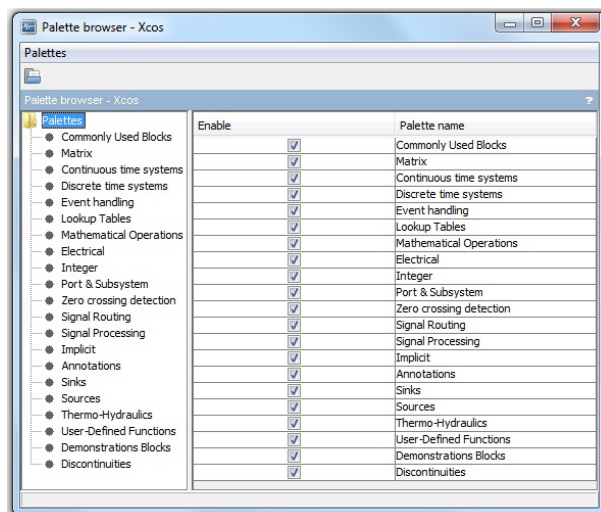 Palette browser - Xcos
Palettes
Palette browser - Xcos ?
Palettes
Commonly Used Blocks
Matrix
Continuous time systems
Discrete time systems
Event handling
Lookup Tables
Mathematical Operations
Electrical
Integer
Port & Subsystem
Zero crossing detection
Signal Routing
Signal Processing
Implicit
Annotations
Sinks
Sources
Thermo-Hydraulics
User-Defined Functions
Demonstrations Blocks
Discontinuities
Enable Palette name
Commonly Used Blocks
Matrix
Continuous time systems
Discrete time systems
Event handling
Lookup Tables
Mathematical Operations
Electrical
Integer
Port & Subsystem
Zero crossing detection
Signal Routing
Signal Processing
Implicit
Annotations
Sinks
Sources
Thermo-Hydraulics
User-Defined Functions
Demonstrations Blocks
Discontinuities